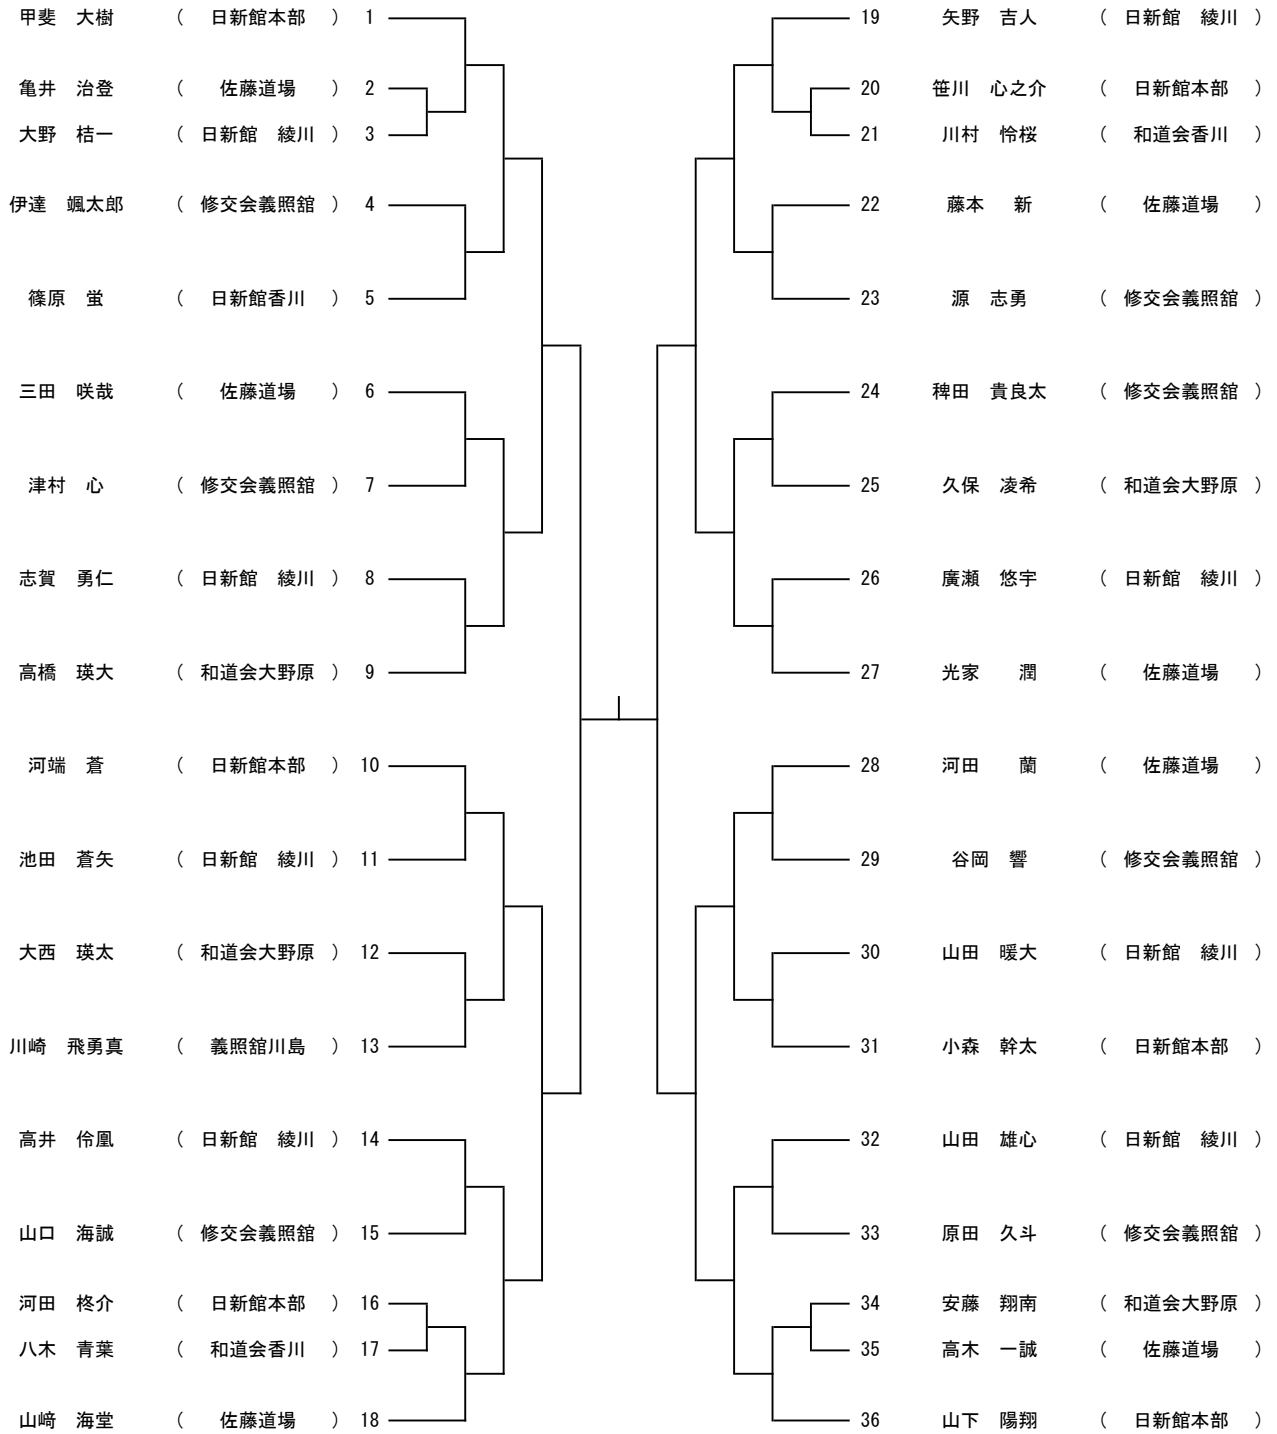 甲斐　大樹　（　日新館本部　）　1
亀井　治登　（　佐藤道場　）　2
大野　桔一　（　日新館　綾川　）　3
伊達　颯太郎　（　修交会義照舘　）　4
篠原　蛍　（　日新館香川　）　5
三田　咲哉　（　佐藤道場　）　6
津村　心　（　修交会義照舘　）　7
志賀　勇仁　（　日新館　綾川　）　8
高橋　瑛大　（　和道会大野原　）　9
河端　蒼　（　日新館本部　）　10
池田　蒼矢　（　日新館　綾川　）　11
大西　瑛太　（　和道会大野原　）　12
川崎　飛勇真　（　義照舘川島　）　13
高井　伶凰　（　日新館　綾川　）　14
山口　海誠　（　修交会義照舘　）　15
河田　柊介　（　日新館本部　）　16
八木　青葉　（　和道会香川　）　17
山﨑　海堂　（　佐藤道場　）　18
19　矢野　吉人　（　日新館　綾川　）
20　笹川　心之介　（　日新館本部　）
21　川村　怜桜　（　和道会香川　）
22　藤本　新　（　佐藤道場　）
23　源　志勇　（　修交会義照舘　）
24　稗田　貴良太　（　修交会義照舘　）
25　久保　凌希　（　和道会大野原　）
26　廣瀬　悠宇　（　日新館　綾川　）
27　光家　潤　（　佐藤道場　）
28　河田　蘭　（　佐藤道場　）
29　谷岡　響　（　修交会義照舘　）
30　山田　暖大　（　日新館　綾川　）
31　小森　幹太　（　日新館本部　）
32　山田　雄心　（　日新館　綾川　）
33　原田　久斗　（　修交会義照舘　）
34　安藤　翔南　（　和道会大野原　）
35　高木　一誠　（　佐藤道場　）
36　山下　陽翔　（　日新館本部　）